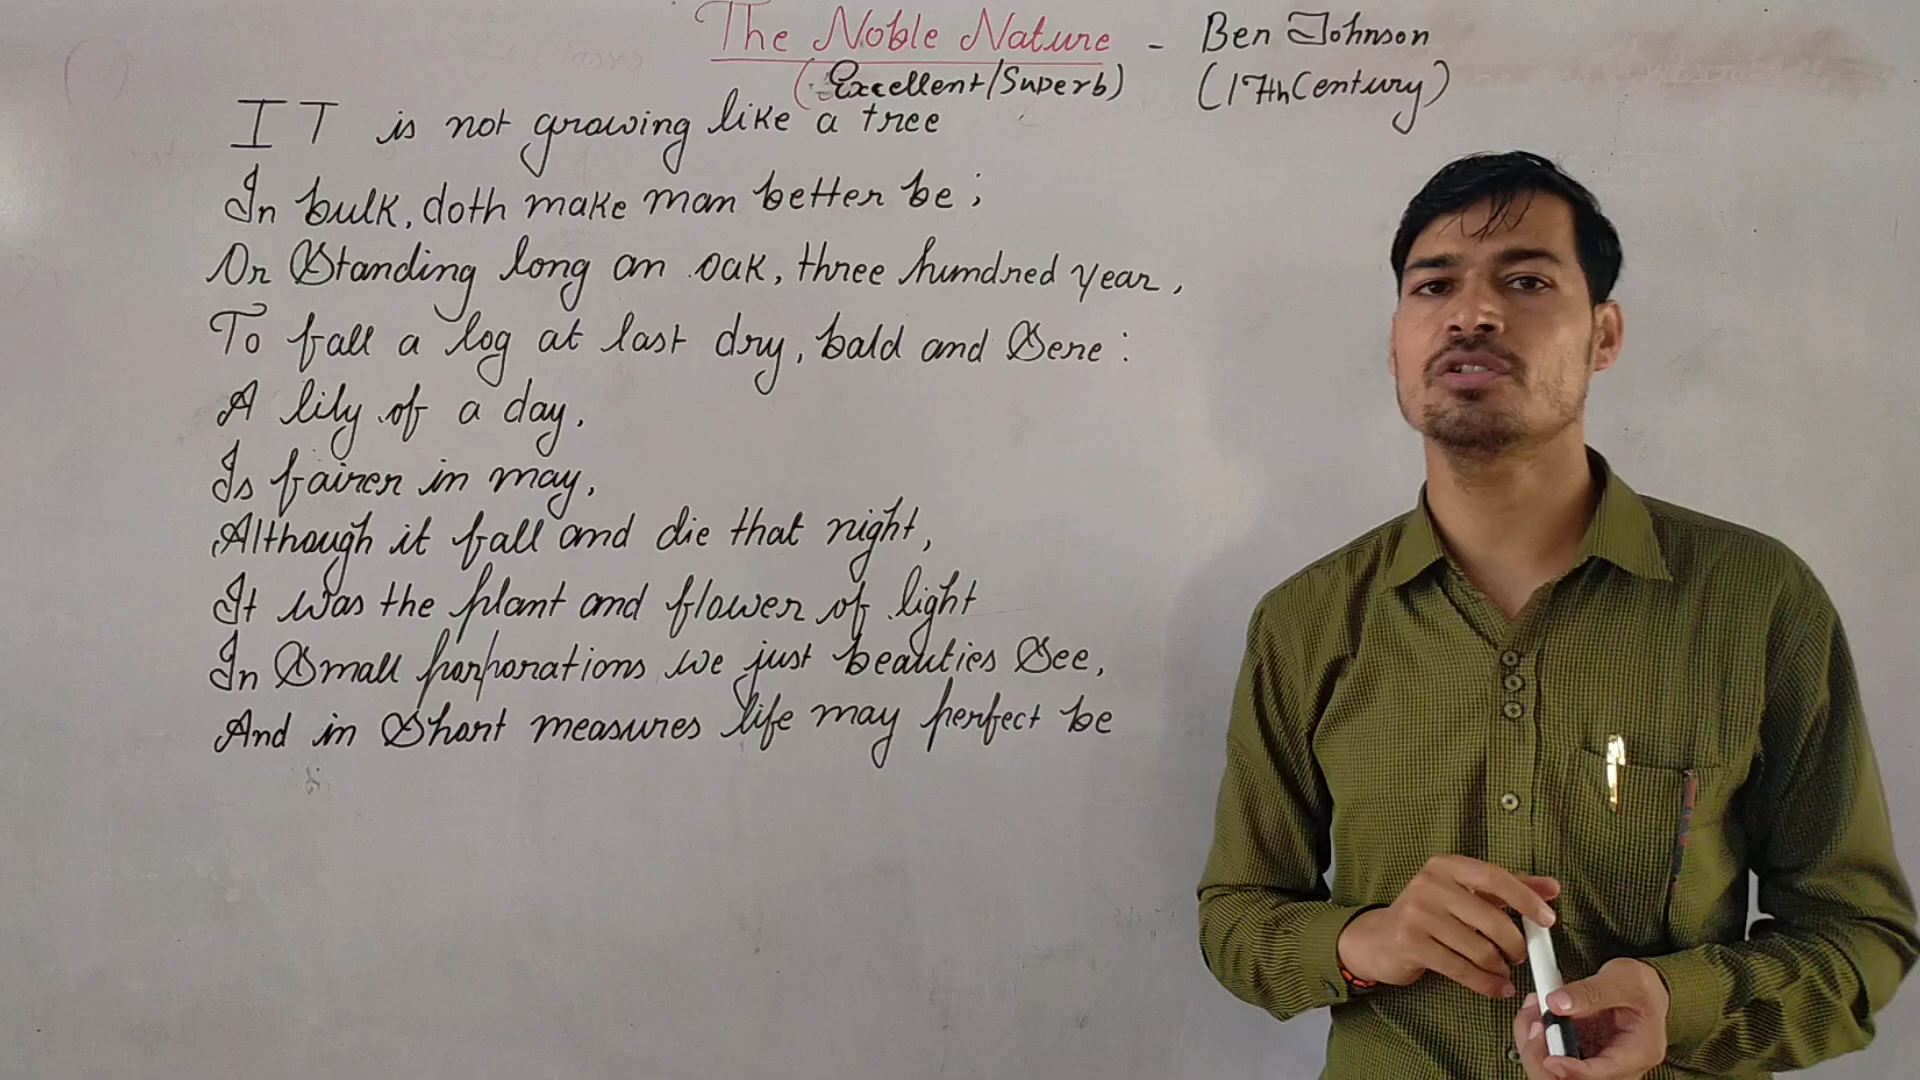 The Noble Nature - Ben Johnson
(Excellent/Superb) (17th Century)
IT is not growing like a tree
In bulk, doth make man better be;
Or Standing long an oak, three hundred year,
To fall a log at last dry, bald and Sere:
A lily of a day,
Is fairer in may,
Although it fall and die that night,
It was the plant and flower of light
In Small porporations we just beauties See,
And in Short measures life may perfect be